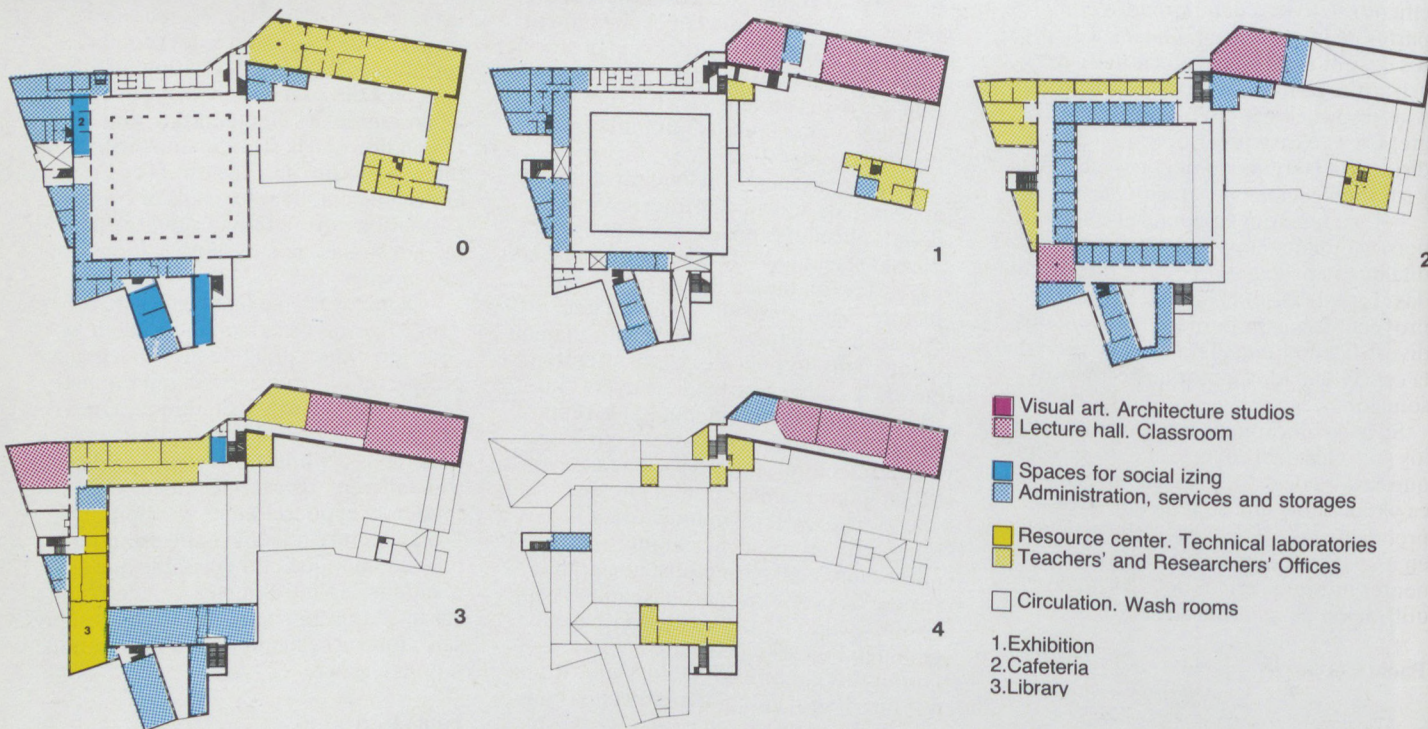 2
0
1
2
3
3
4
Visual art. Architecture studios
Lecture hall. Classroom
Spaces for social izing
Administration, services and storages
Resource center. Technical laboratories
Teachers' and Researchers' Offices
Circulation. Wash rooms
1.Exhibition
2.Cafeteria
3.Library